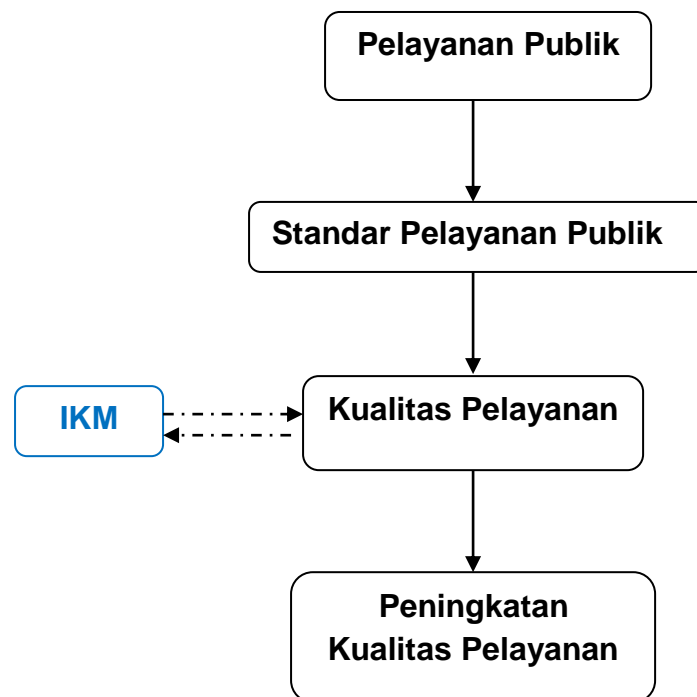 Pelayanan Publik
Standar Pelayanan Publik
IKM
Kualitas Pelayanan
Peningkatan
Kualitas Pelayanan